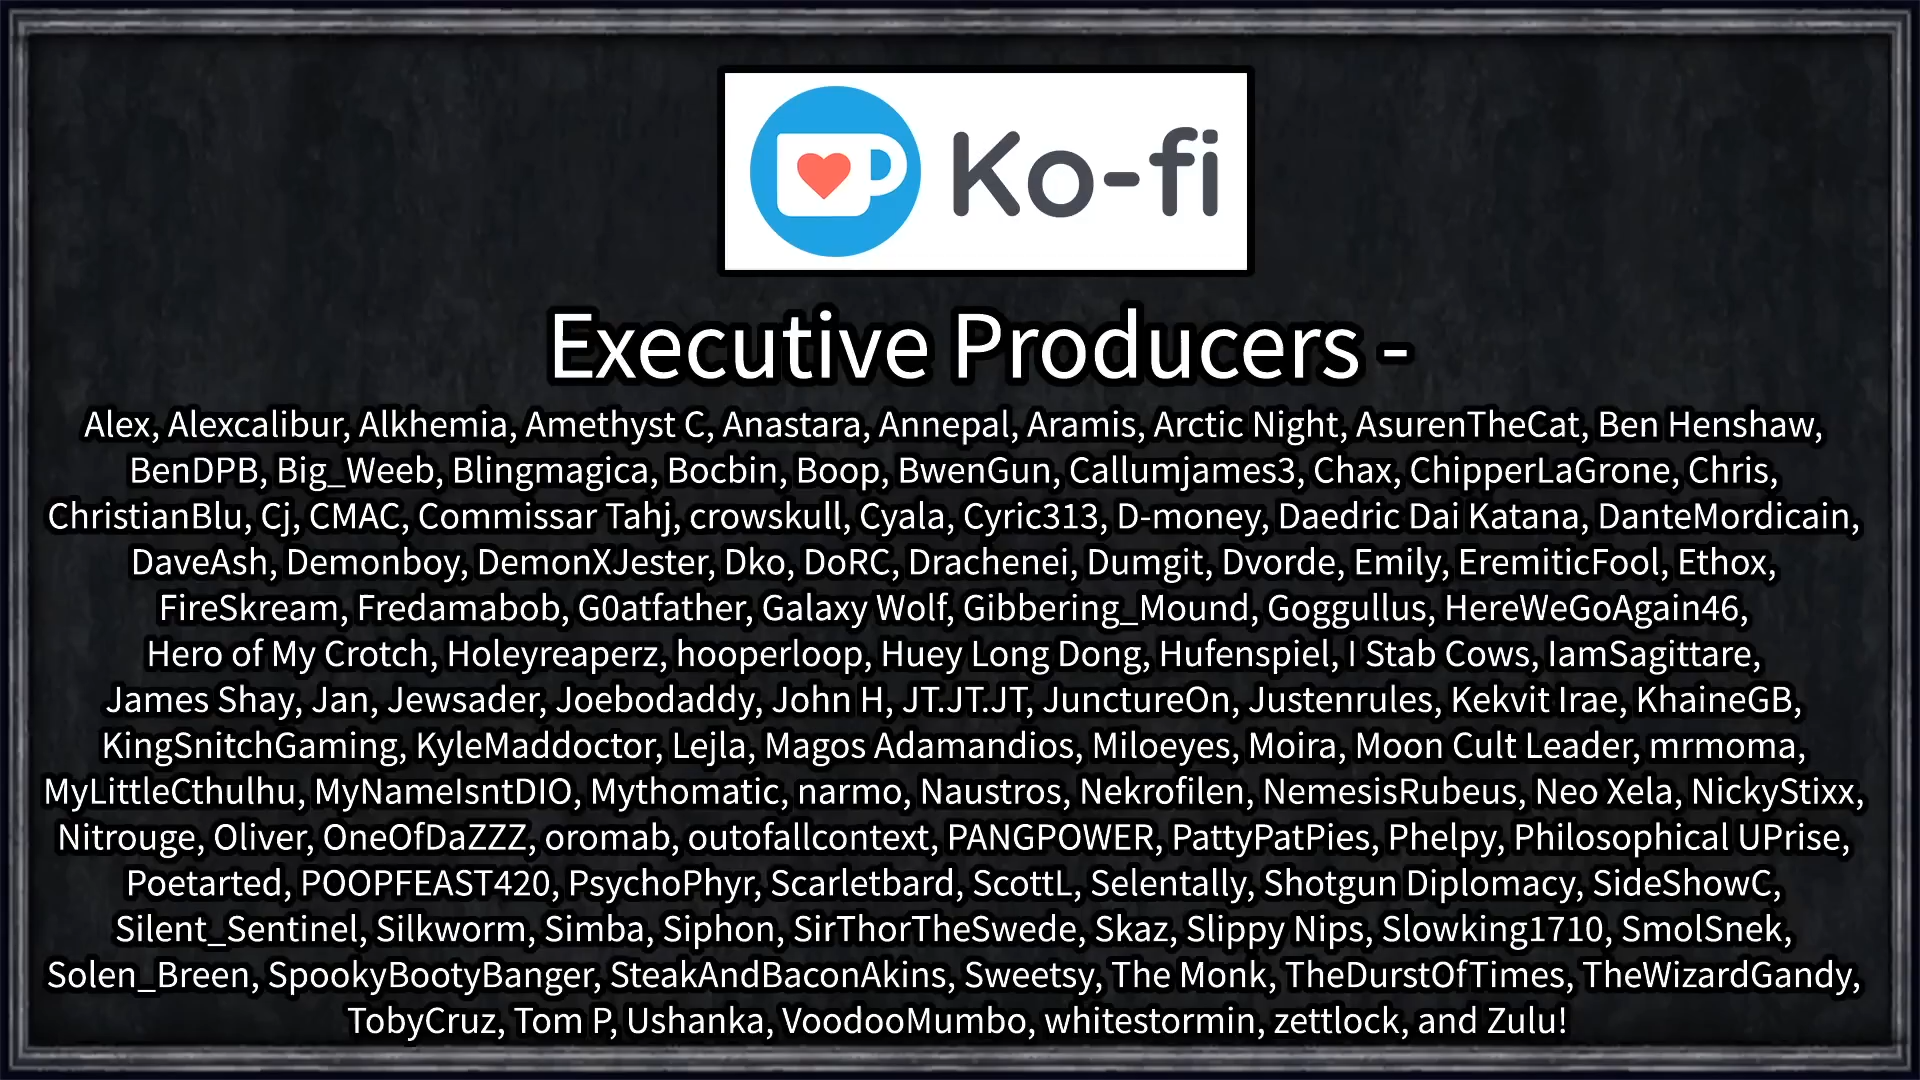 Ko-fi
Executive Producers -
Alex, Alexcalibur, Alkhemia, Amethyst C, Anastara, Annepal, Aramis, Arctic Night, AsurenTheCat, Ben Henshaw,
BenDPB, Big_Weeb, Blingmagica, Bocbin, Boop, BwenGun, Callumjames3, Chax, ChipperLaGrone, Chris,
ChristianBlu, Cj, CMAC, Commissar Tahj, crowskull, Cyala, Cyric313, D-money, Daedric Dai Katana, DanteMordicain,
DaveAsh, Demonboy, DemonXJester, Dko, DoRC, Drachenei, Dumgit, Dvorde, Emily, EremiticFool, Ethox,
FireSkream, Fredamabob, G0atfather, Galaxy Wolf, Gibbering_Mound, Goggullus, HereWeGoAgain46,
Hero of My Crotch, Holeyreaperz, hooperloop, Huey Long Dong, Hufenspiel, I Stab Cows, IamSagittare,
James Shay, Jan, Jewsader, Joebodaddy, John H, JT.JT.JT, JunctureOn, Justenrules, Kekvit Irae, KhaineGB,
KingSnitchGaming, KyleMaddoctor, Lejla, Magos Adamandios, Miloeyes, Moira, Moon Cult Leader, mrmoma,
MyLittleCthulhu, MyNameIsntDIO, Mythomatic, narmo, Naustros, Nekrofilen, NemesisRubeus, Neo Xela, NickyStixx,
Nitrouge, Oliver, OneOfDaZZZ, oromab, outofallcontext, PANGPOWER, PattyPatPies, Phelpy, Philosophical UPrise,
Poetarted, POOPFEAST420, PsychoPhyr, Scarletbard, ScottL, Selentally, Shotgun Diplomacy, SideShowC,
Silent_Sentinel, Silkworm, Simba, Siphon, SirThorTheSwede, Skaz, Slippy Nips, Slowking1710, SmolSnek,
Solen_Breen, SpookyBootyBanger, SteakAndBaconAkins, Sweetsy, The Monk, TheDurstOfTimes, TheWizardGandy,
TobyCruz, Tom P, Ushanka, VoodooMumbo, whitestormin, zettlock, and Zulu!